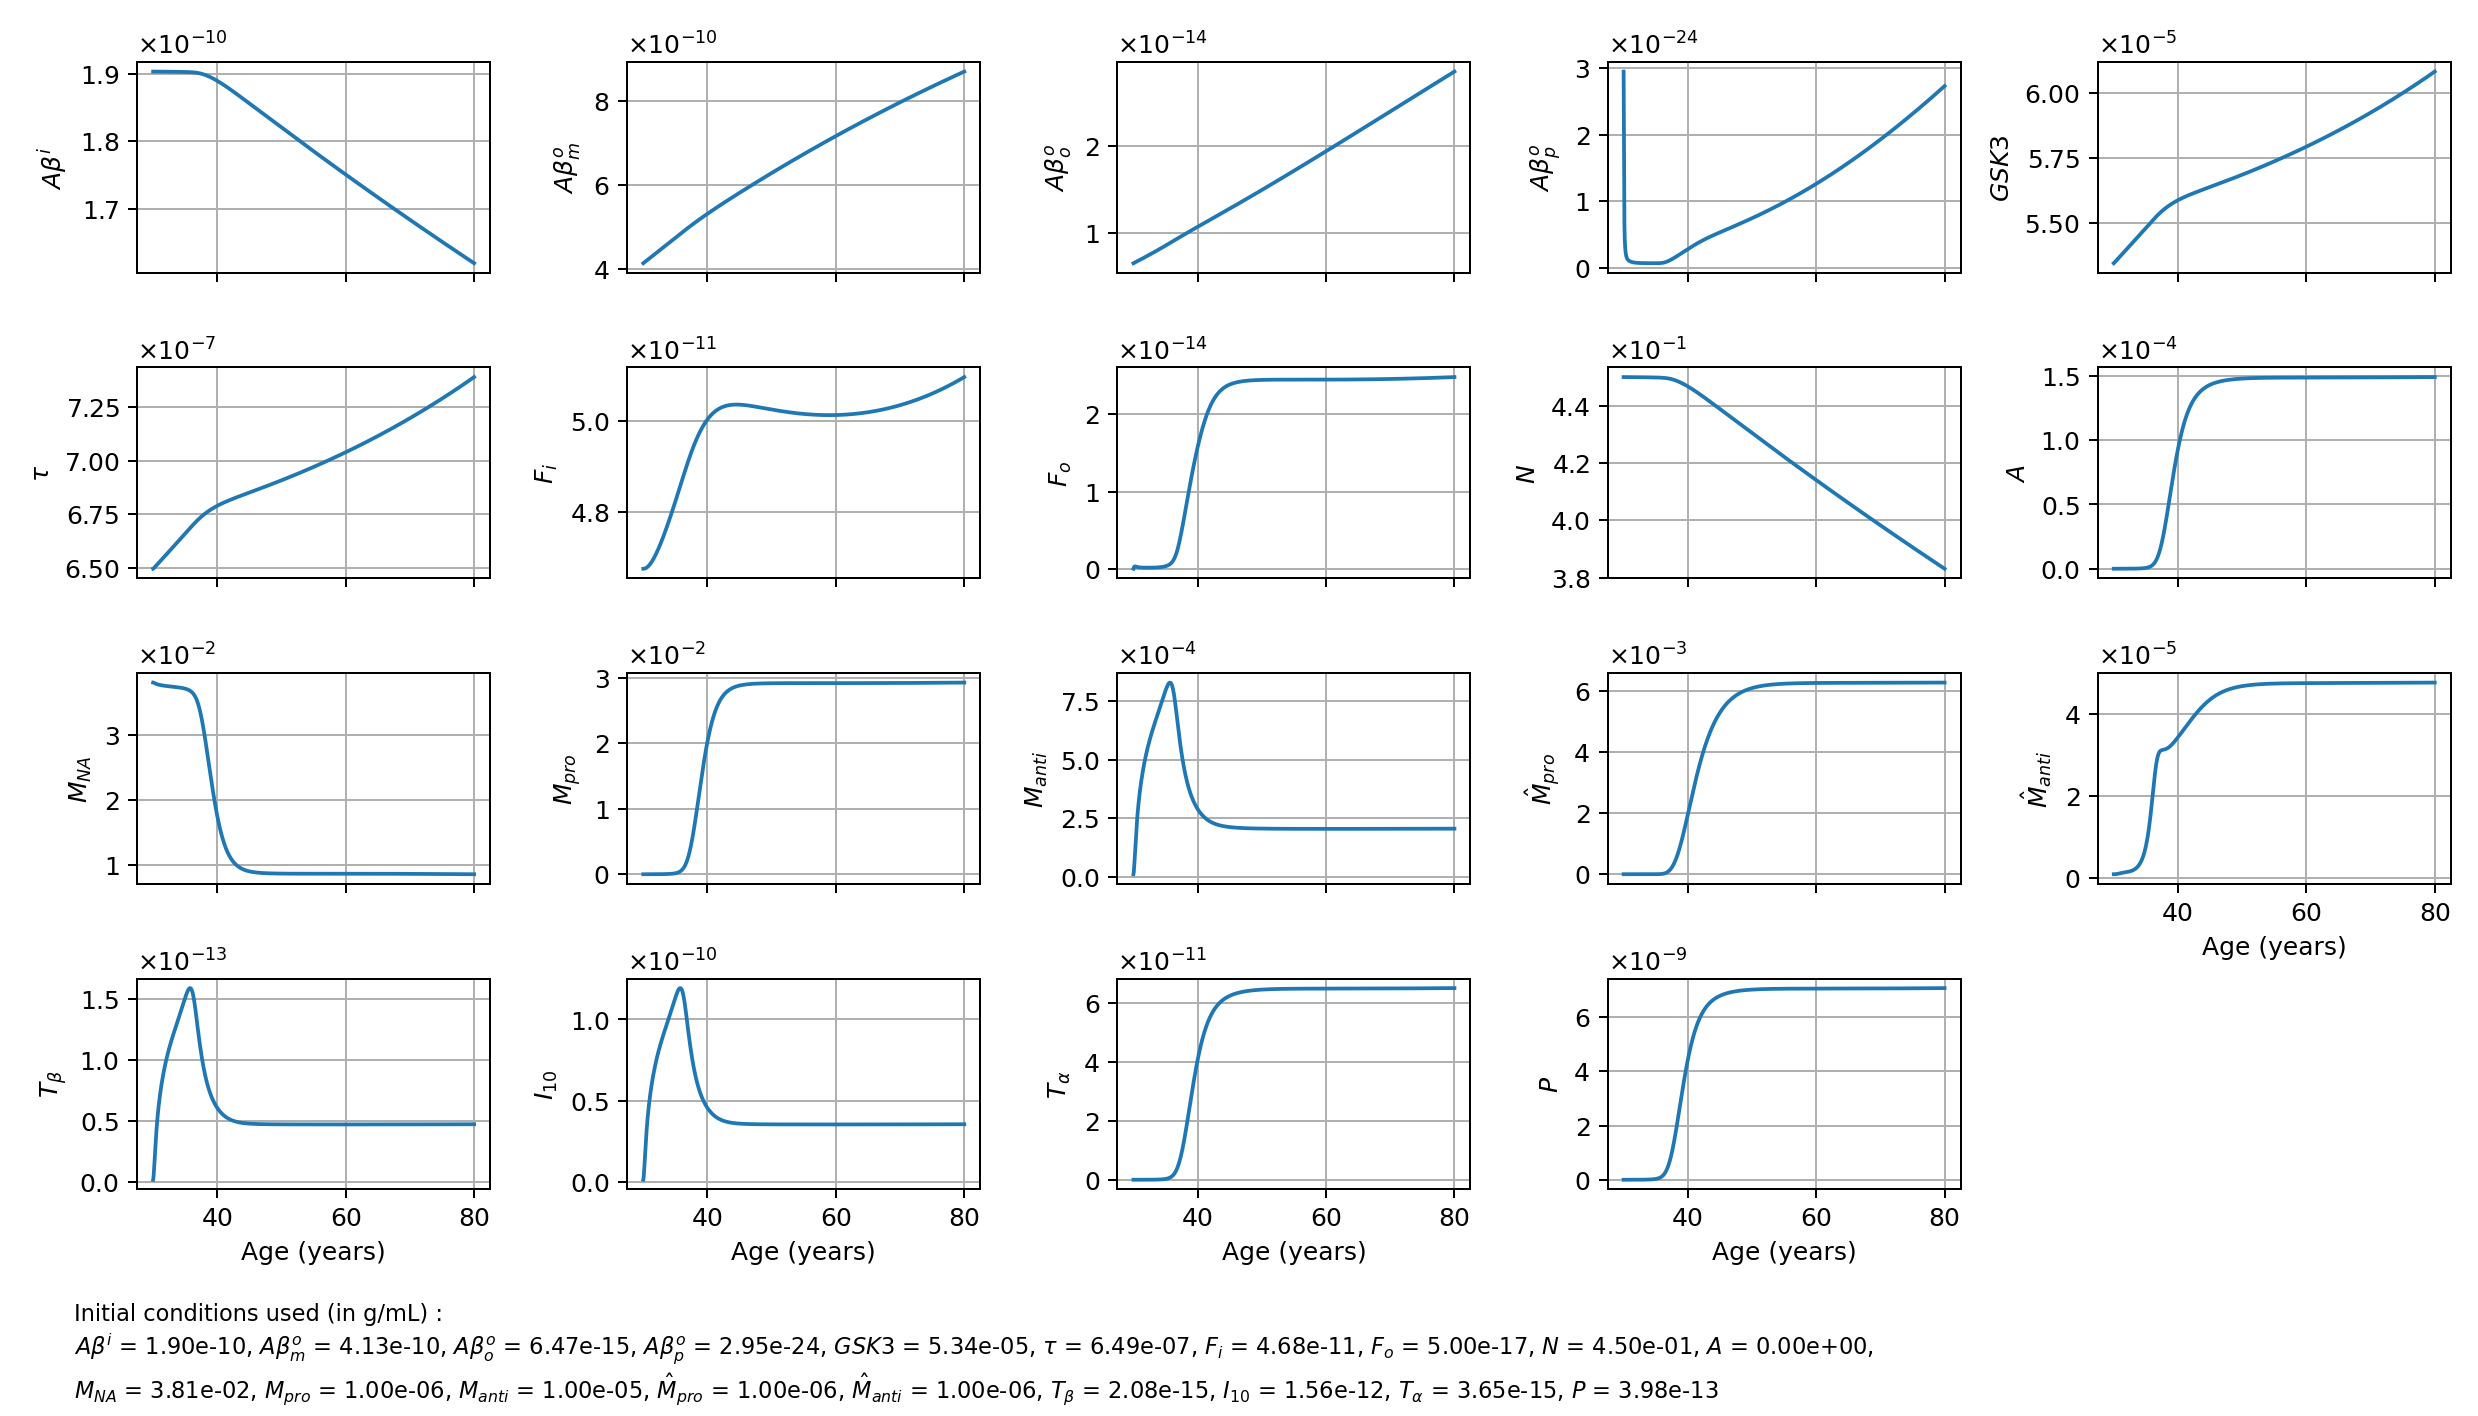 ×10⁻¹⁰ ×10⁻¹⁰ ×10⁻¹⁴ ×10⁻²⁴ ×10⁻⁵
Aβⁱ 1.9 1.8 1.7
Aβₘᵒ 8 6 4
Aβₒᵒ 2 1
Aβₚᵒ 3 2 1 0
GSK3 6.00 5.75 5.50
×10⁻⁷ ×10⁻¹¹ ×10⁻¹⁴ ×10⁻¹ ×10⁻⁴
τ 7.25 7.00 6.75 6.50
Fᵢ 5.0 4.8
Fₒ 2 1 0
N 4.4 4.2 4.0 3.8
A 1.5 1.0 0.5 0.0
×10⁻² ×10⁻² ×10⁻⁴ ×10⁻³ ×10⁻⁵
M_NA 3 2 1
M_pro 3 2 1 0
M_anti 7.5 5.0 2.5 0.0
M̂_pro 6 4 2 0
M̂_anti 4 2 0
40 60 80
Age (years)
×10⁻¹³ ×10⁻¹⁰ ×10⁻¹¹ ×10⁻⁹
T_β 1.5 1.0 0.5 0.0
I₁₀ 1.0 0.5 0.0
T_α 6 4 2 0
P 6 4 2 0
40 60 80 40 60 80 40 60 80 40 60 80
Age (years) Age (years) Age (years) Age (years)
Initial conditions used (in g/mL) :
Aβⁱ = 1.90e-10, Aβₘᵒ = 4.13e-10, Aβₒᵒ = 6.47e-15, Aβₚᵒ = 2.95e-24, GSK3 = 5.34e-05, τ = 6.49e-07, Fᵢ = 4.68e-11, Fₒ = 5.00e-17, N = 4.50e-01, A = 0.00e+00,
M_NA = 3.81e-02, M_pro = 1.00e-06, M_anti = 1.00e-05, M̂_pro = 1.00e-06, M̂_anti = 1.00e-06, T_β = 2.08e-15, I₁₀ = 1.56e-12, T_α = 3.65e-15, P = 3.98e-13